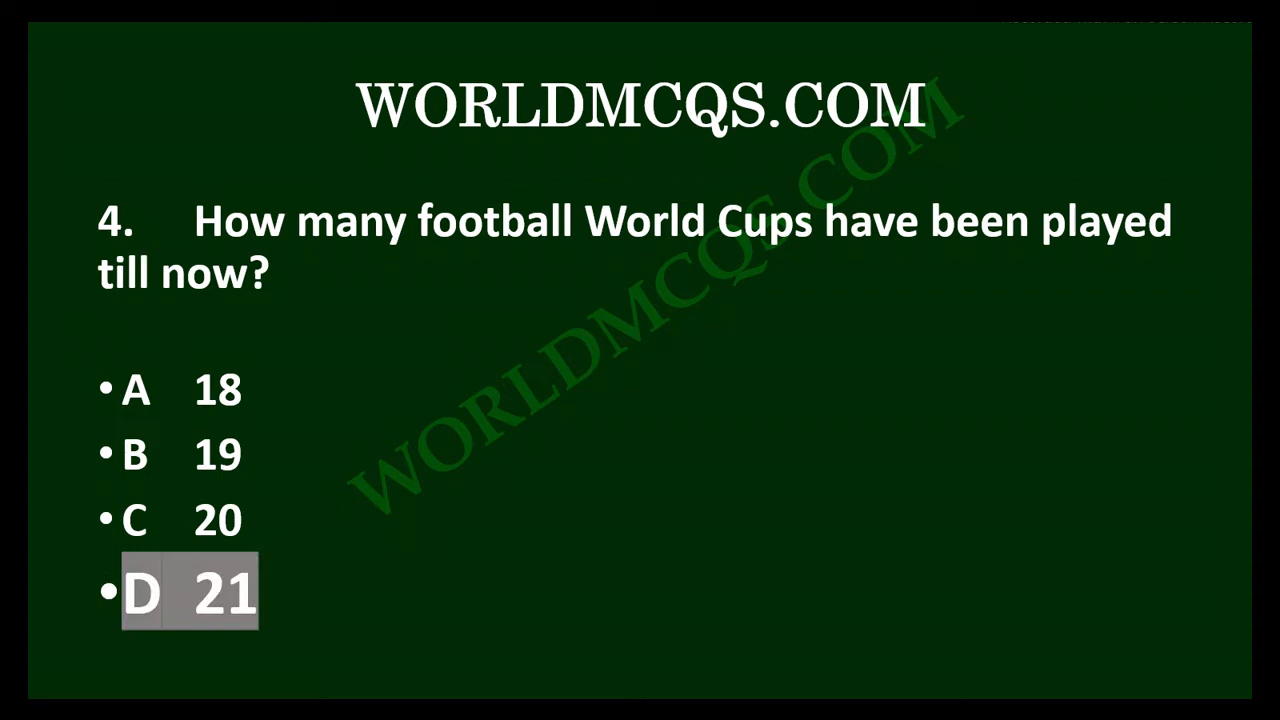 WORLDMCQS.COM
4. How many football World Cups have been played
till now?
• A 18
• B 19
• C 20
• D 21
WORLDMCQS COM